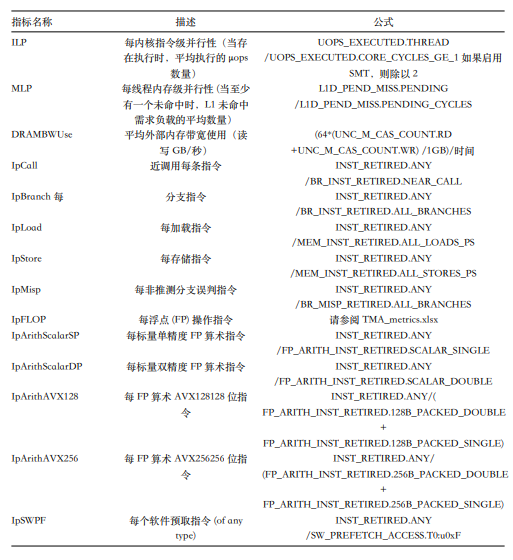 指标名称 描述 公式
ILP 每内核指令级并行性（当存 UOPS_EXECUTED.THREAD
在执行时，平均执行的 μops /UOPS_EXECUTED.CORE_CYCLES_GE_1 如果启用
数量） SMT，则除以 2
MLP 每线程内存级并行性(当至少 L1D_PEND_MISS.PENDING
有一个未命中时，L1 未命中 /L1D_PEND_MISS.PENDING_CYCLES
需求负载的平均数量）
DRAMBWUse 平均外部内存带宽使用（读 (64*(UNC_M_CAS_COUNT.RD
写 GB/秒） +UNC_M_CAS_COUNT.WR) /1GB)/时间
IpCall 近调用每条指令 INST_RETIRED.ANY
/BR_INST_RETIRED.NEAR_CALL
IpBranch 每 分支指令 INST_RETIRED.ANY
/BR_INST_RETIRED.ALL_BRANCHES
IpLoad 每加载指令 INST_RETIRED.ANY
/MEM_INST_RETIRED.ALL_LOADS_PS
IpStore 每存储指令 INST_RETIRED.ANY
/MEM_INST_RETIRED.ALL_STORES_PS
IpMisp 每非推测分支误判指令 INST_RETIRED.ANY
/BR_MISP_RETIRED.ALL_BRANCHES
IpFLOP 每浮点 (FP) 操作指令 请参阅 TMA_metrics.xlsx
IpArithScalarSP 每标量单精度 FP 算术指令 INST_RETIRED.ANY
/FP_ARITH_INST_RETIRED.SCALAR_SINGLE
IpArithScalarDP 每标量双精度 FP 算术指令 INST_RETIRED.ANY
/FP_ARITH_INST_RETIRED.SCALAR_DOUBLE
IpArithAVX128 每 FP 算术 AVX128128 位指 INST_RETIRED.ANY/(
令 FP_ARITH_INST_RETIRED.128B_PACKED_DOUBLE
+
FP_ARITH_INST_RETIRED.128B_PACKED_SINGLE)
IpArithAVX256 每 FP 算术 AVX256256 位指 INST_RETIRED.ANY/
令 (FP_ARITH_INST_RETIRED.256B_PACKED_DOUBLE
+
FP_ARITH_INST_RETIRED.256B_PACKED_SINGLE)
IpSWPF 每个软件预取指令 (of any INST_RETIRED.ANY
type) /SW_PREFETCH_ACCESS.T0:u0xF